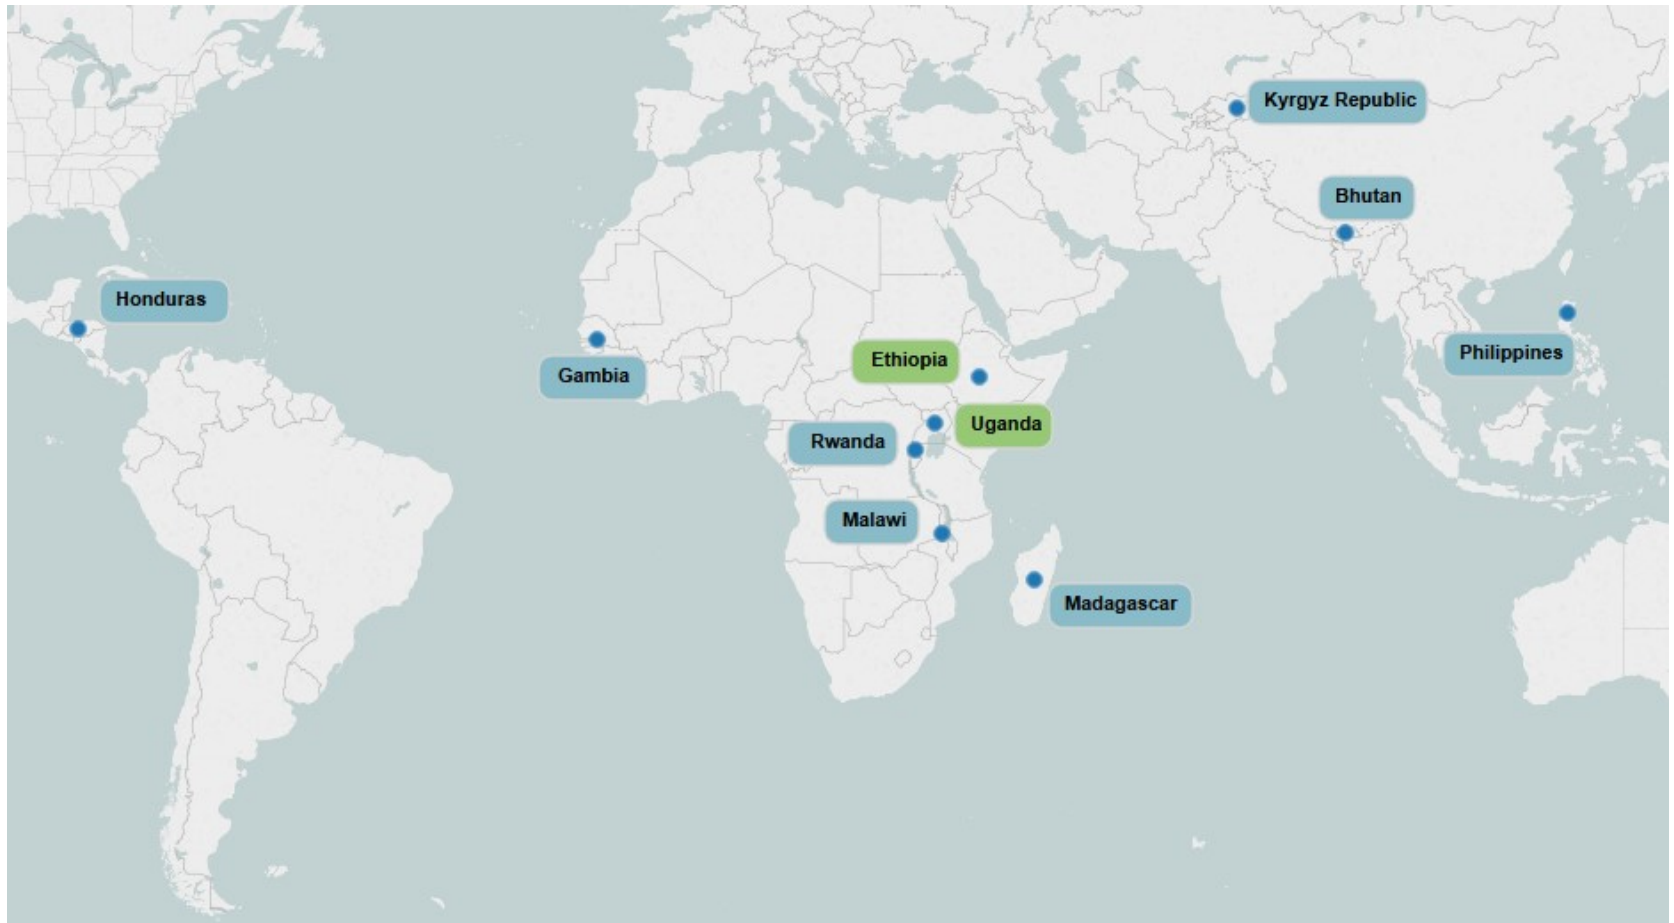 Kyrgyz Republic
Bhutan
Honduras
Philippines
Ethiopia
Gambia
Uganda
Rwanda
Malawi
Madagascar